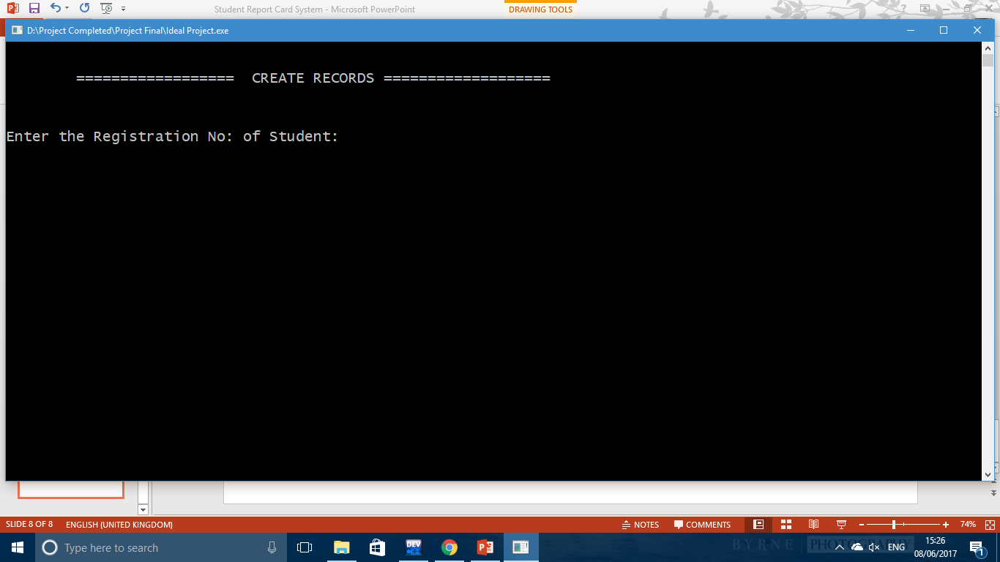 Student Report Card System - Microsoft PowerPoint
DRAWING TOOLS
D:\Project Completed\Project Final\Ideal Project.exe
================== CREATE RECORDS ===================
Enter the Registration No: of Student:
SLIDE 8 OF 8
ENGLISH (UNITED KINGDOM)
NOTES
COMMENTS
74%
Type here to search
DEV
BYRNE | PHOTOGRAPHY
ENG
15:26
08/06/2017
1